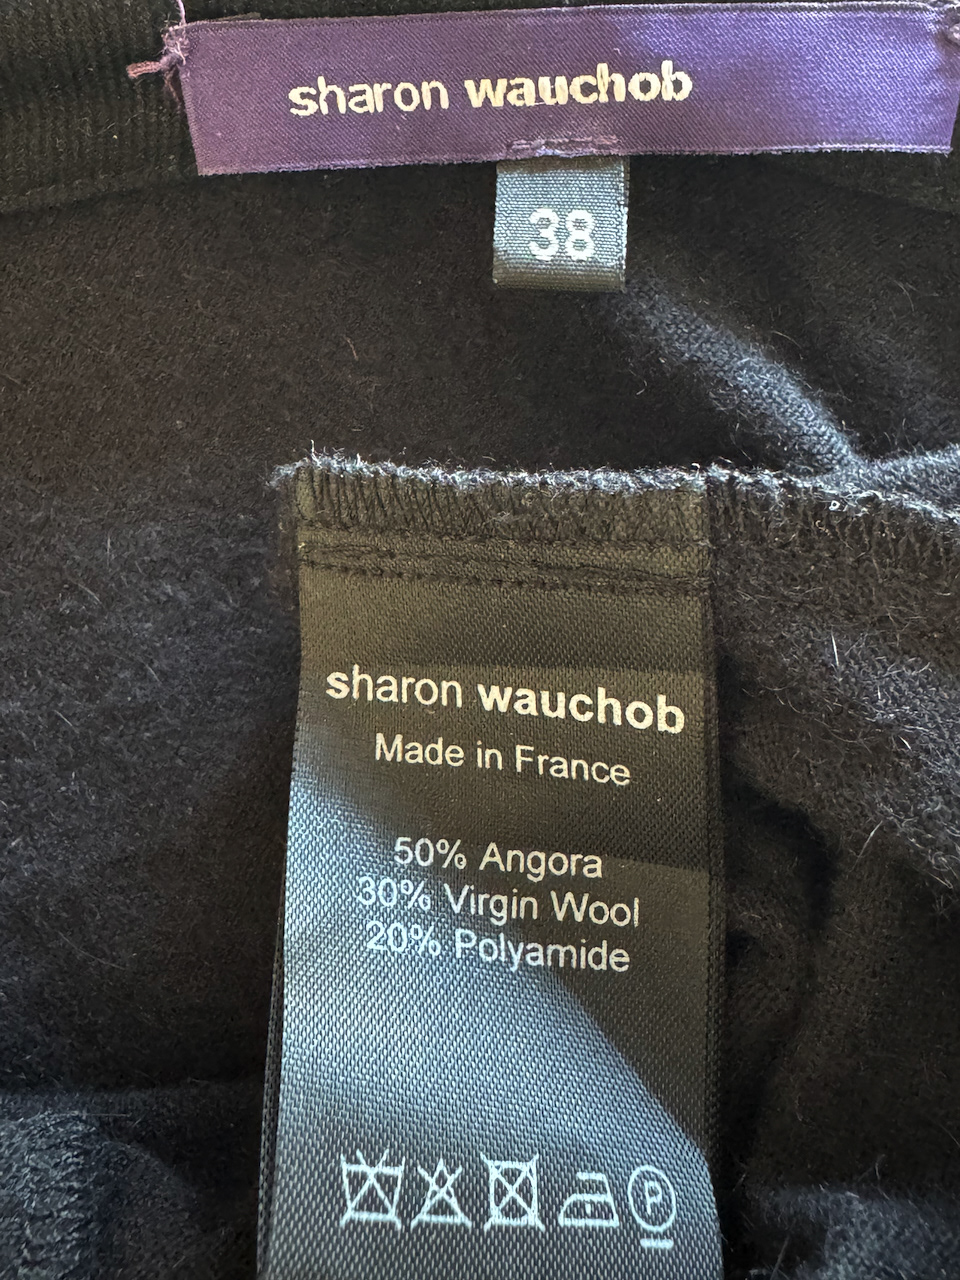 sharon wauchob
38
sharon wauchob
Made in France
50% Angora
30% Virgin Wool
20% Polyamide
P